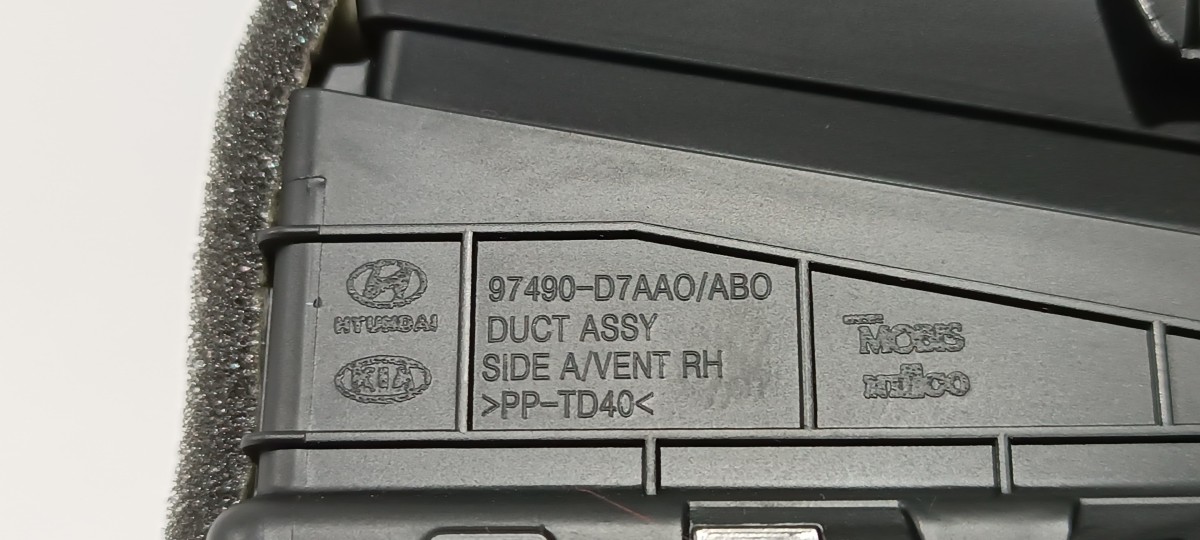 HYUNDAI
KIA
97490-D7AA0/AB0
DUCT ASSY
SIDE A/VENT RH
>PP-TD40<
MOBIS